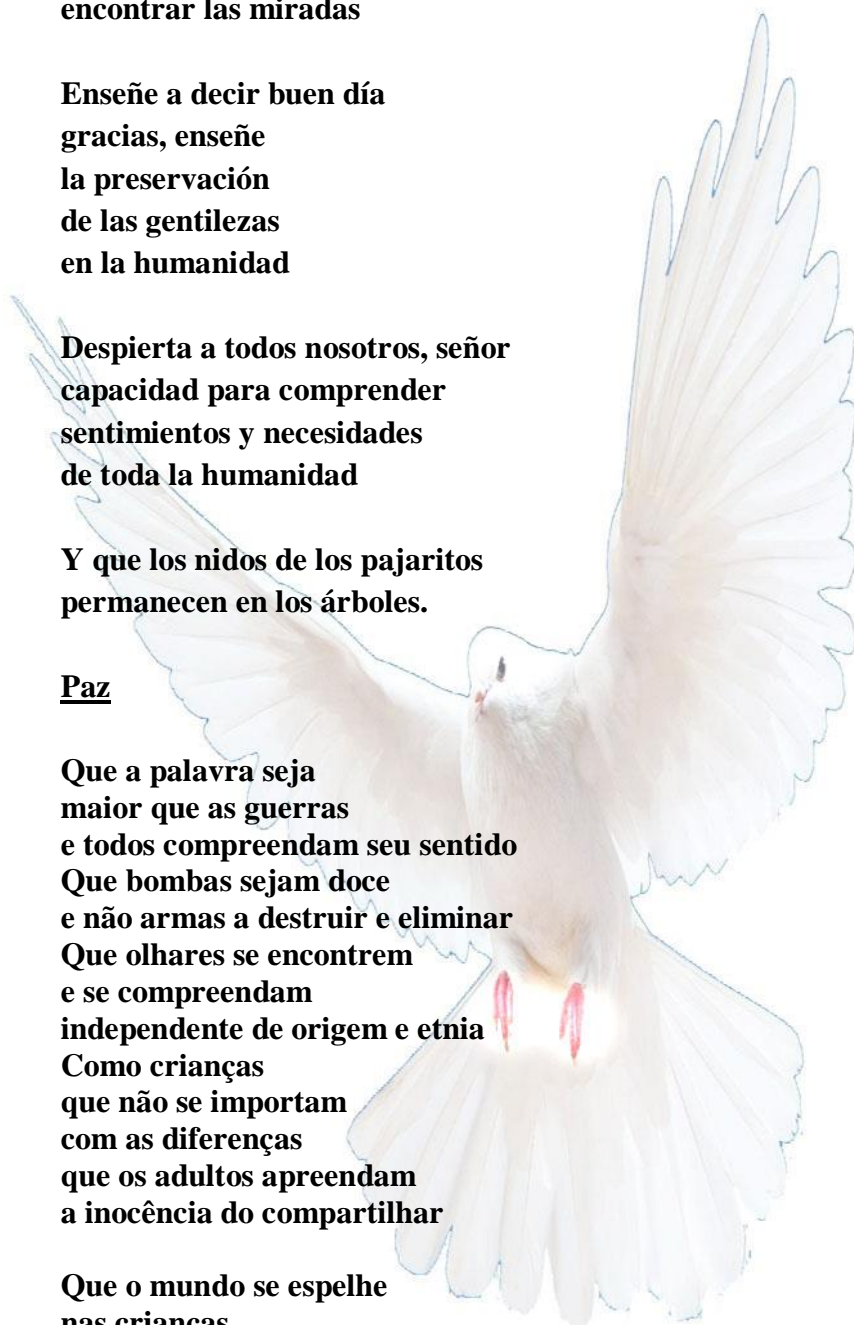 encontrar las miradas
Enseñe a decir buen día
gracias, enseñe
la preservación
de las gentilezas
en la humanidad
Despierta a todos nosotros, señor
capacidad para comprender
sentimientos y necesidades
de toda la humanidad
Y que los nidos de los pajaritos
permanecen en los árboles.
Paz
Que a palavra seja
maior que as guerras
e todos compreendam seu sentido
Que bombas sejam doce
e não armas a destruir e eliminar
Que olhares se encontrem
e se compreendam
independente de origem e etnia
Como crianças
que não se importam
com as diferenças
que os adultos apreendam
a inocência do compartilhar
Que o mundo se espelhe
nas crianças